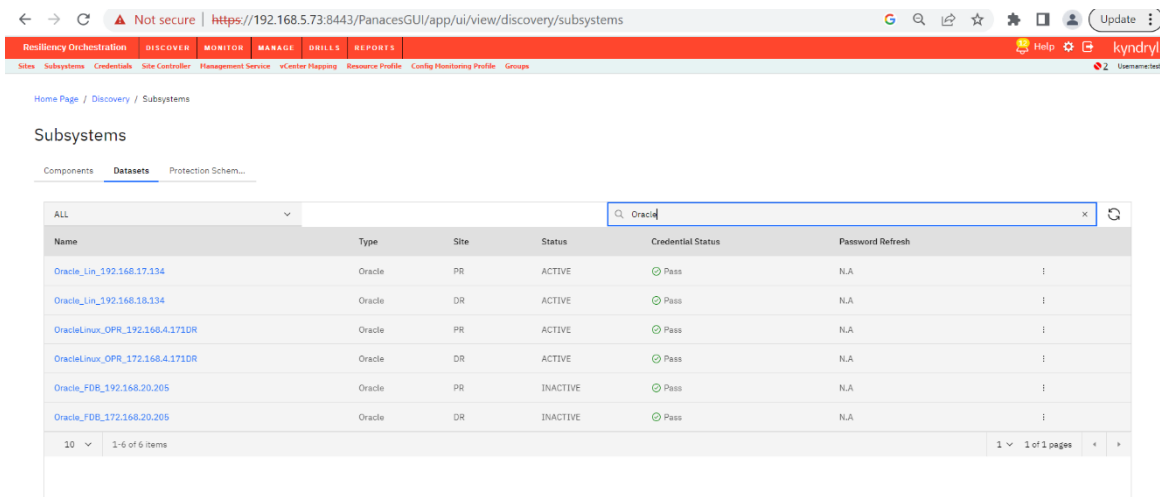 Not secure | https://192.168.5.73:8443/PanacesGUI/app/ui/view/discovery/subsystems Update
Resiliency Orchestration DISCOVER MONITOR MANAGE DRILLS REPORTS Help kyndryl
Sites Subsystems Credentials Site Controller Management Service vCenter Mapping Resource Profile Config Monitoring Profile Groups 2 Username:test
Home Page / Discovery / Subsystems
Subsystems
Components Datasets Protection Schem...
ALL Oracle
Name Type Site Status Credential Status Password Refresh
Oracle_Lin_192.168.17.134 Oracle PR ACTIVE Pass N.A
Oracle_Lin_192.168.18.134 Oracle DR ACTIVE Pass N.A
OracleLinux_OPR_192.168.4.171DR Oracle PR ACTIVE Pass N.A
OracleLinux_OPR_172.168.4.171DR Oracle DR ACTIVE Pass N.A
Oracle_FDB_192.168.20.205 Oracle PR INACTIVE Pass N.A
Oracle_FDB_172.168.20.205 Oracle DR INACTIVE Pass N.A
10 1-6 of 6 items 1 1 of 1 pages